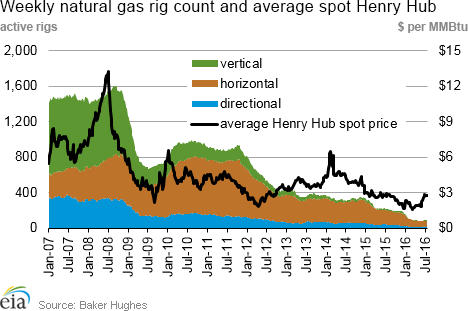 Weekly natural gas rig count and average spot Henry Hub
active rigs $ per MMBtu
2,000 $15
1,600 $12
1,200 $9
800 $6
400 $3
0 $0
vertical
horizontal
directional
average Henry Hub spot price
Jan-07 Jul-07 Jan-08 Jul-08 Jan-09 Jul-09 Jan-10 Jul-10 Jan-11 Jul-11 Jan-12 Jul-12 Jan-13 Jul-13 Jan-14 Jul-14 Jan-15 Jul-15 Jan-16 Jul-16
eia Source: Baker Hughes